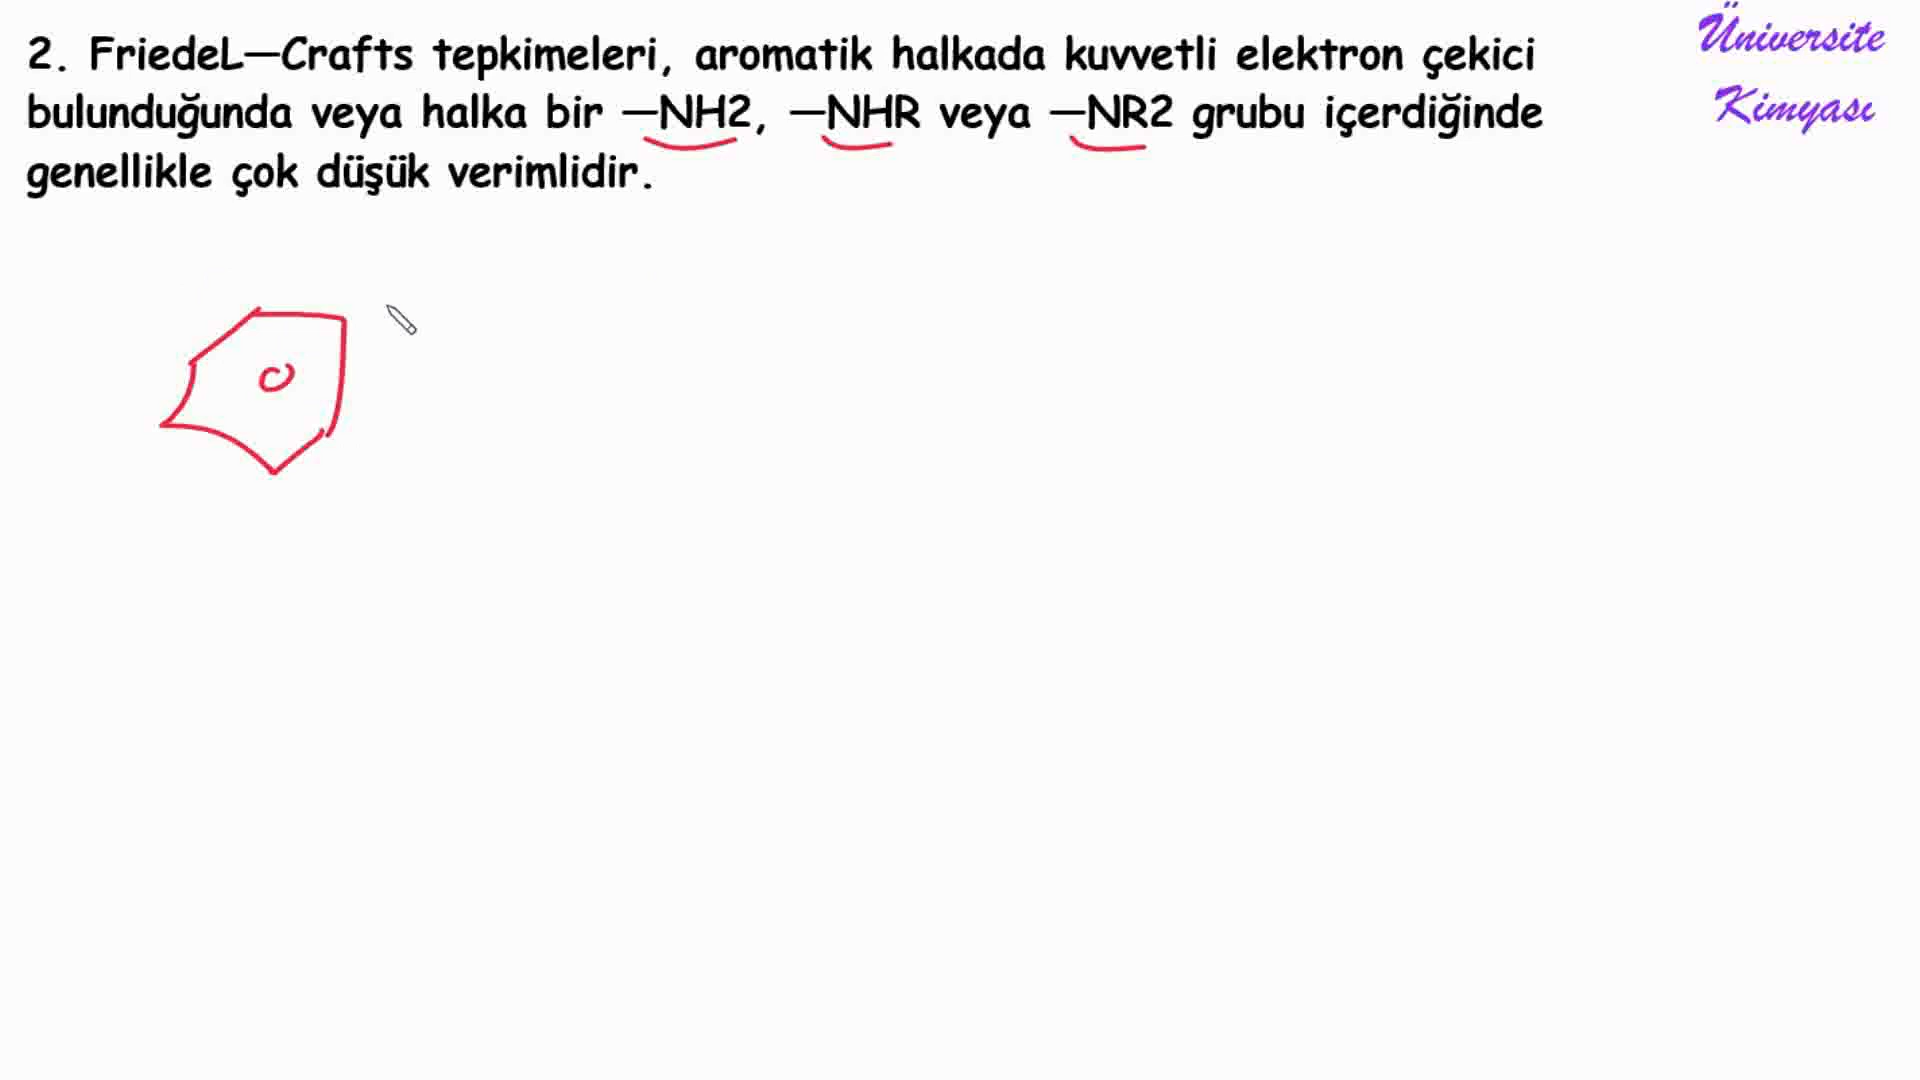 2. FriedeL—Crafts tepkimeleri, aromatik halkada kuvvetli elektron çekici
bulunduğunda veya halka bir —NH2, —NHR veya —NR2 grubu içerdiğinde
genellikle çok düşük verimlidir.
Üniversite
Kimyası